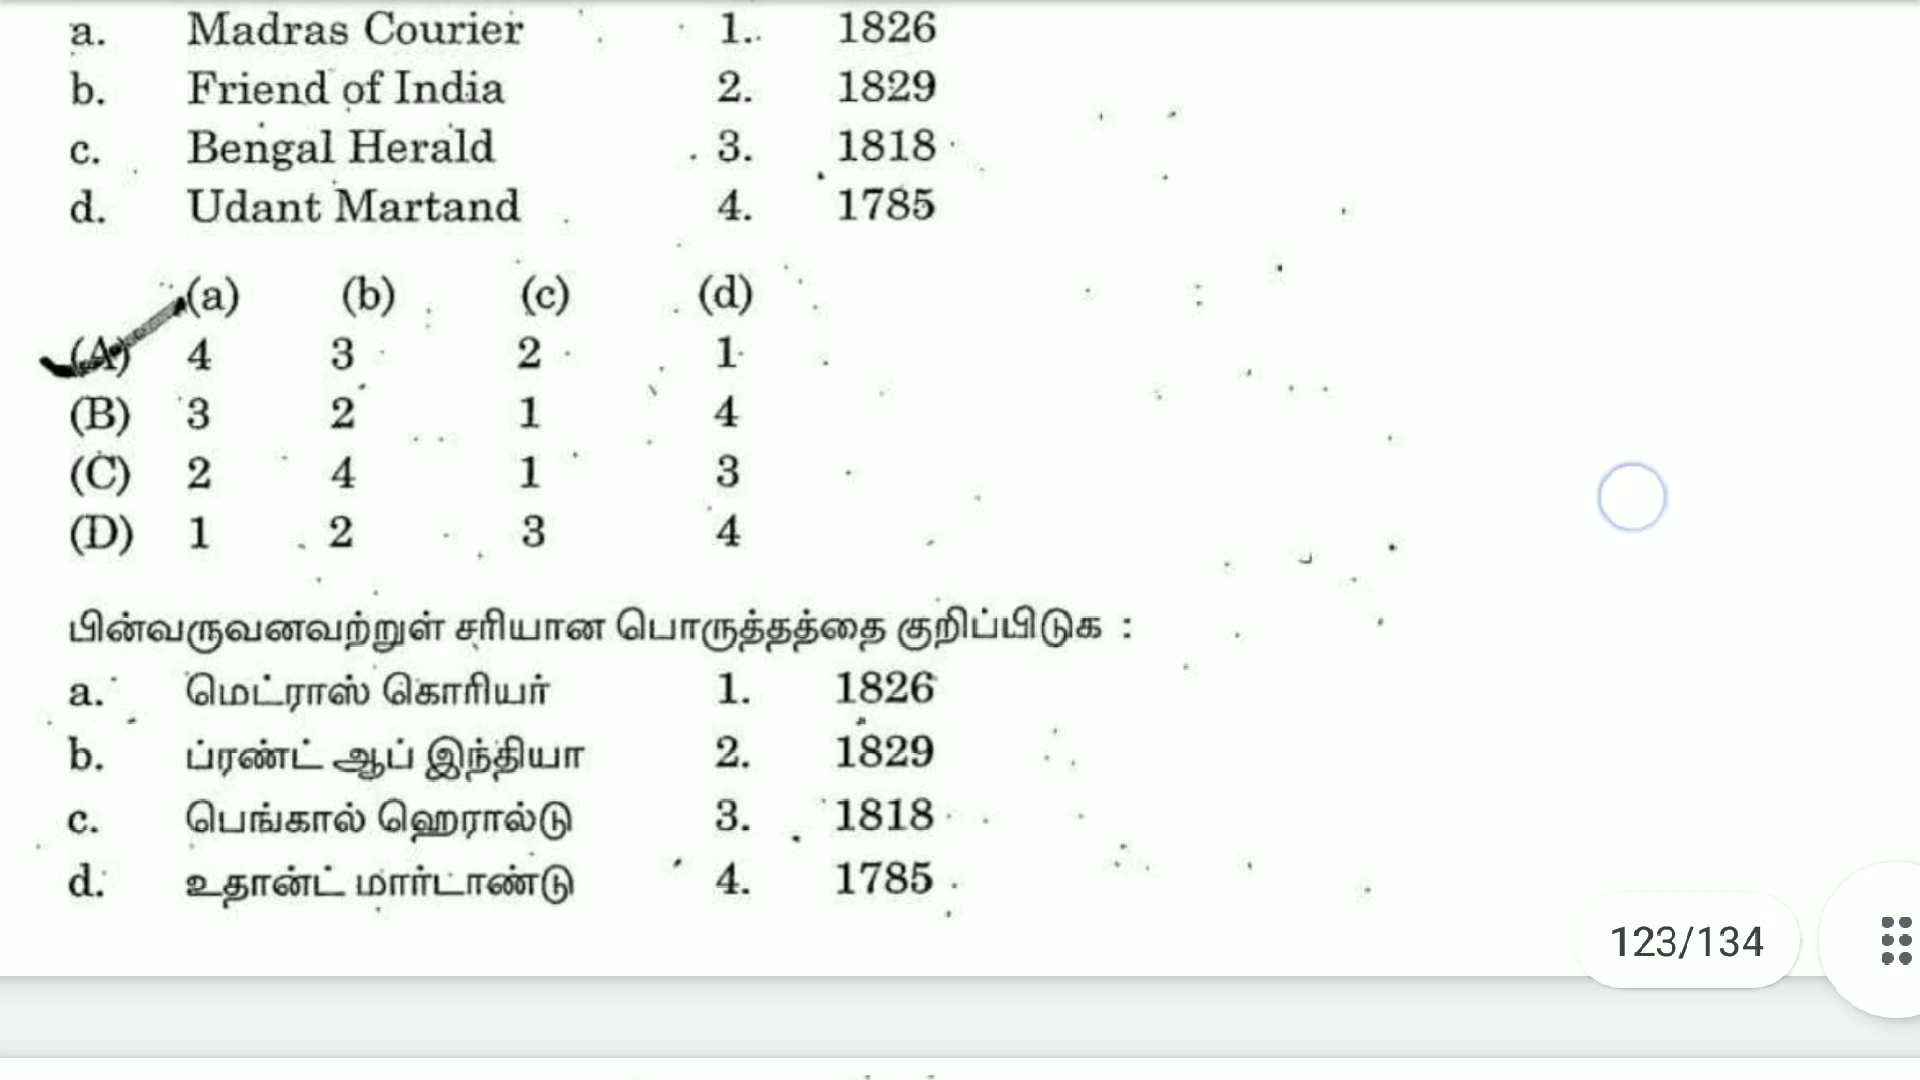 a. Madras Courier 1. 1826
b. Friend of India 2. 1829
c. Bengal Herald 3. 1818
d. Udant Martand 4. 1785
(a) (b) (c) (d)
(A) 4 3 2 1
(B) 3 2 1 4
(C) 2 4 1 3
(D) 1 2 3 4
பின்வருவனவற்றுள் சரியான பொருத்தத்தை குறிப்பிடுக :
a. மெட்ராஸ் கொரியர் 1. 1826
b. ப்ரண்ட் ஆப் இந்தியா 2. 1829
c. பெங்கால் ஹெரால்டு 3. 1818
d. உதான்ட் மார்டாண்டு 4. 1785
123/134